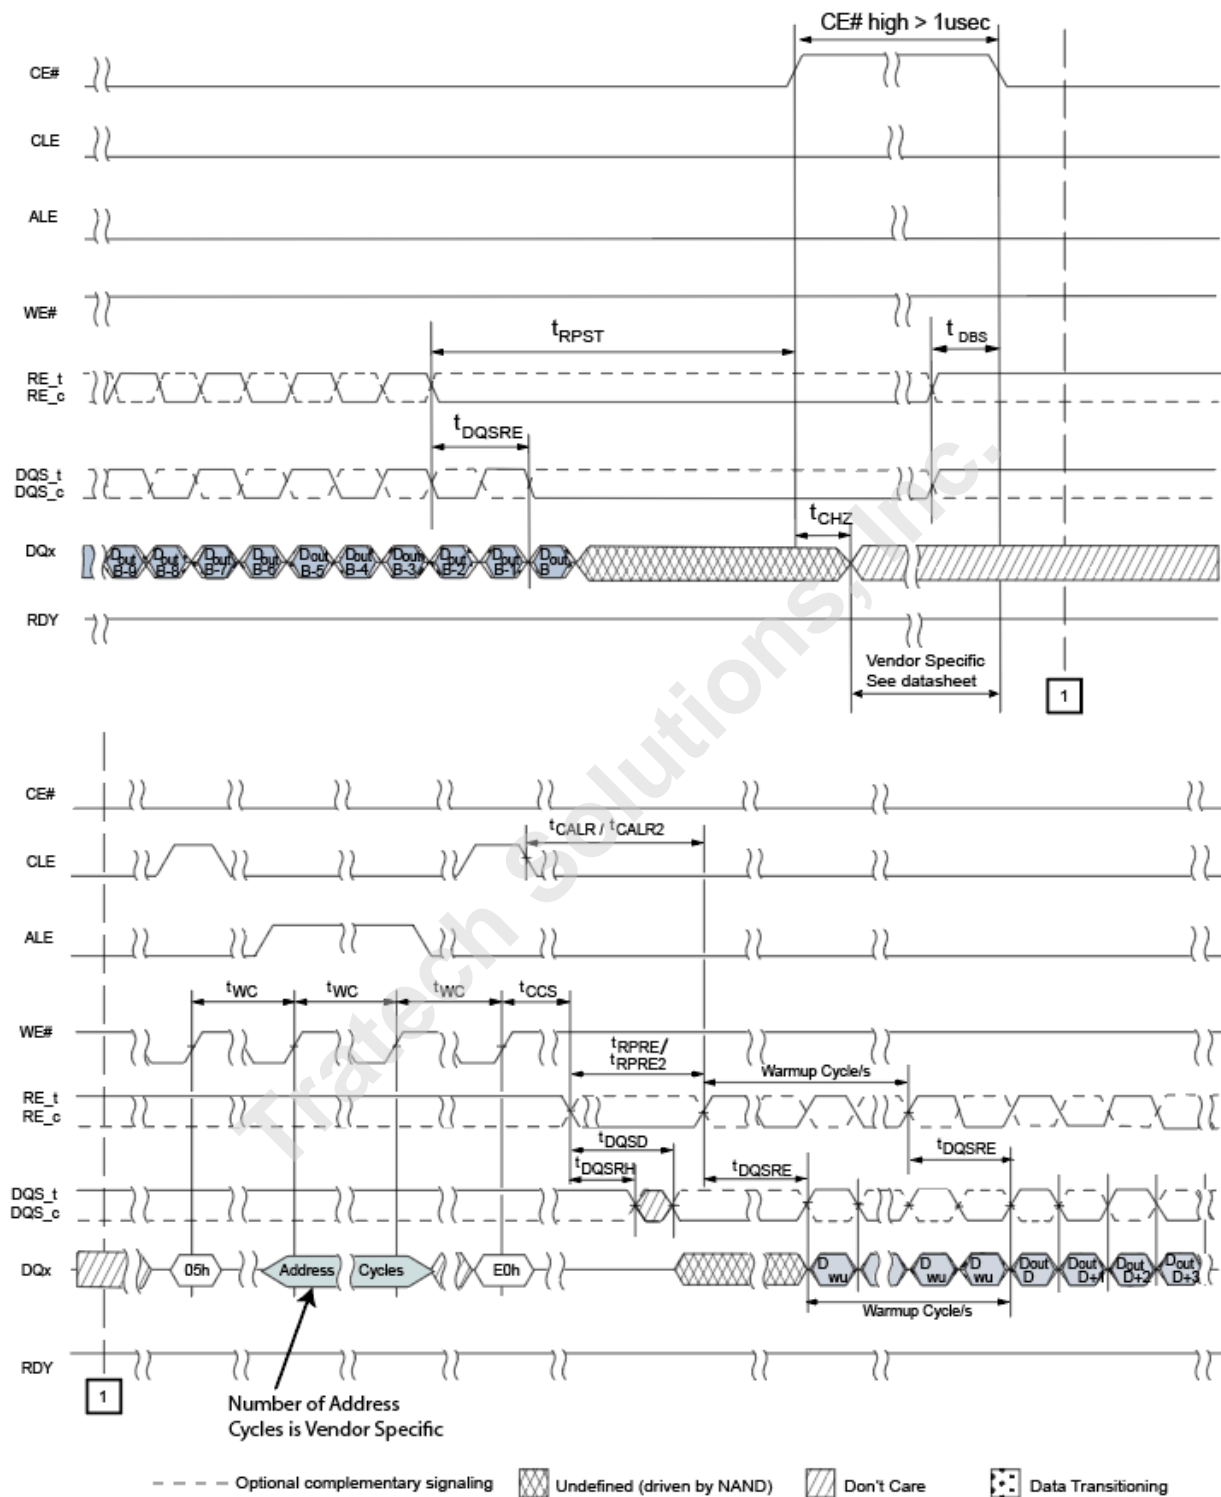 CE# high > 1usec
CE#
CLE
ALE
WE#
tRPST
t DBS
RE_t
RE_c
tDQSRE
DQS_t
DQS_c
tCHZ
DQx
Dout B-9 Dout B-8 Dout B-7 Dout B-6 Dout B-5 Dout B-4 Dout B-3 Dout B-2 Dout B-1 Dout B
RDY
Vendor Specific
See datasheet
1
CE#
tCALR / tCALR2
CLE
ALE
tWC tWC tWC tCCS
WE#
tRPRE/
tRPRE2
Warmup Cycle/s
RE_t
RE_c
tDQSD
tDQSRH tDQSRE tDQSRE
DQS_t
DQS_c
DQx
05h Address Cycles E0h D wu D wu D wu Dout D Dout D+1 Dout D+2 Dout D+3
Warmup Cycle/s
RDY
1
Number of Address
Cycles is Vendor Specific
Optional complementary signaling Undefined (driven by NAND) Don't Care Data Transitioning
Tratech Solutions, Inc.